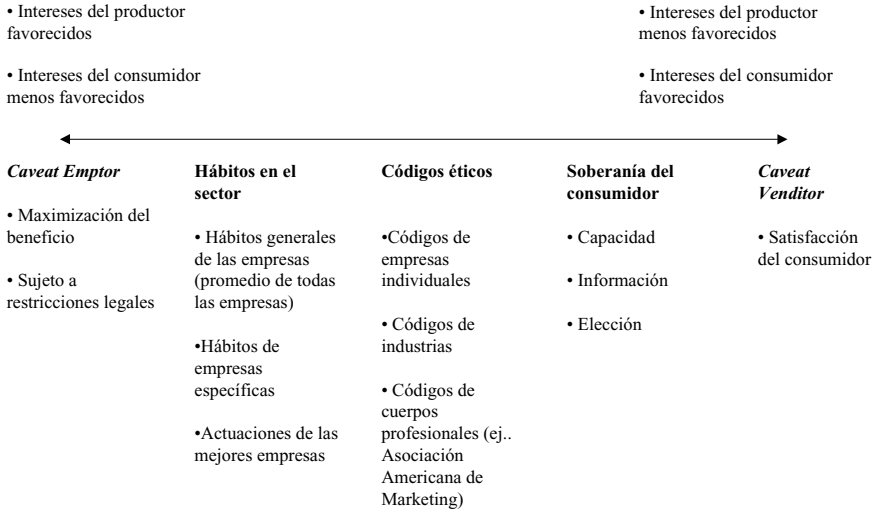 • Intereses del productor
favorecidos
• Intereses del consumidor
menos favorecidos
• Intereses del productor
menos favorecidos
• Intereses del consumidor
favorecidos
Caveat Emptor
• Maximización del
beneficio
• Sujeto a
restricciones legales
Hábitos en el
sector
• Hábitos generales
de las empresas
(promedio de todas
las empresas)
•Hábitos de
empresas
específicas
•Actuaciones de las
mejores empresas
Códigos éticos
•Códigos de
empresas
individuales
• Códigos de
industrias
• Códigos de
cuerpos
profesionales (ej..
Asociación
Americana de
Marketing)
Soberanía del
consumidor
• Capacidad
• Información
• Elección
Caveat
Venditor
• Satisfacción
del consumidor